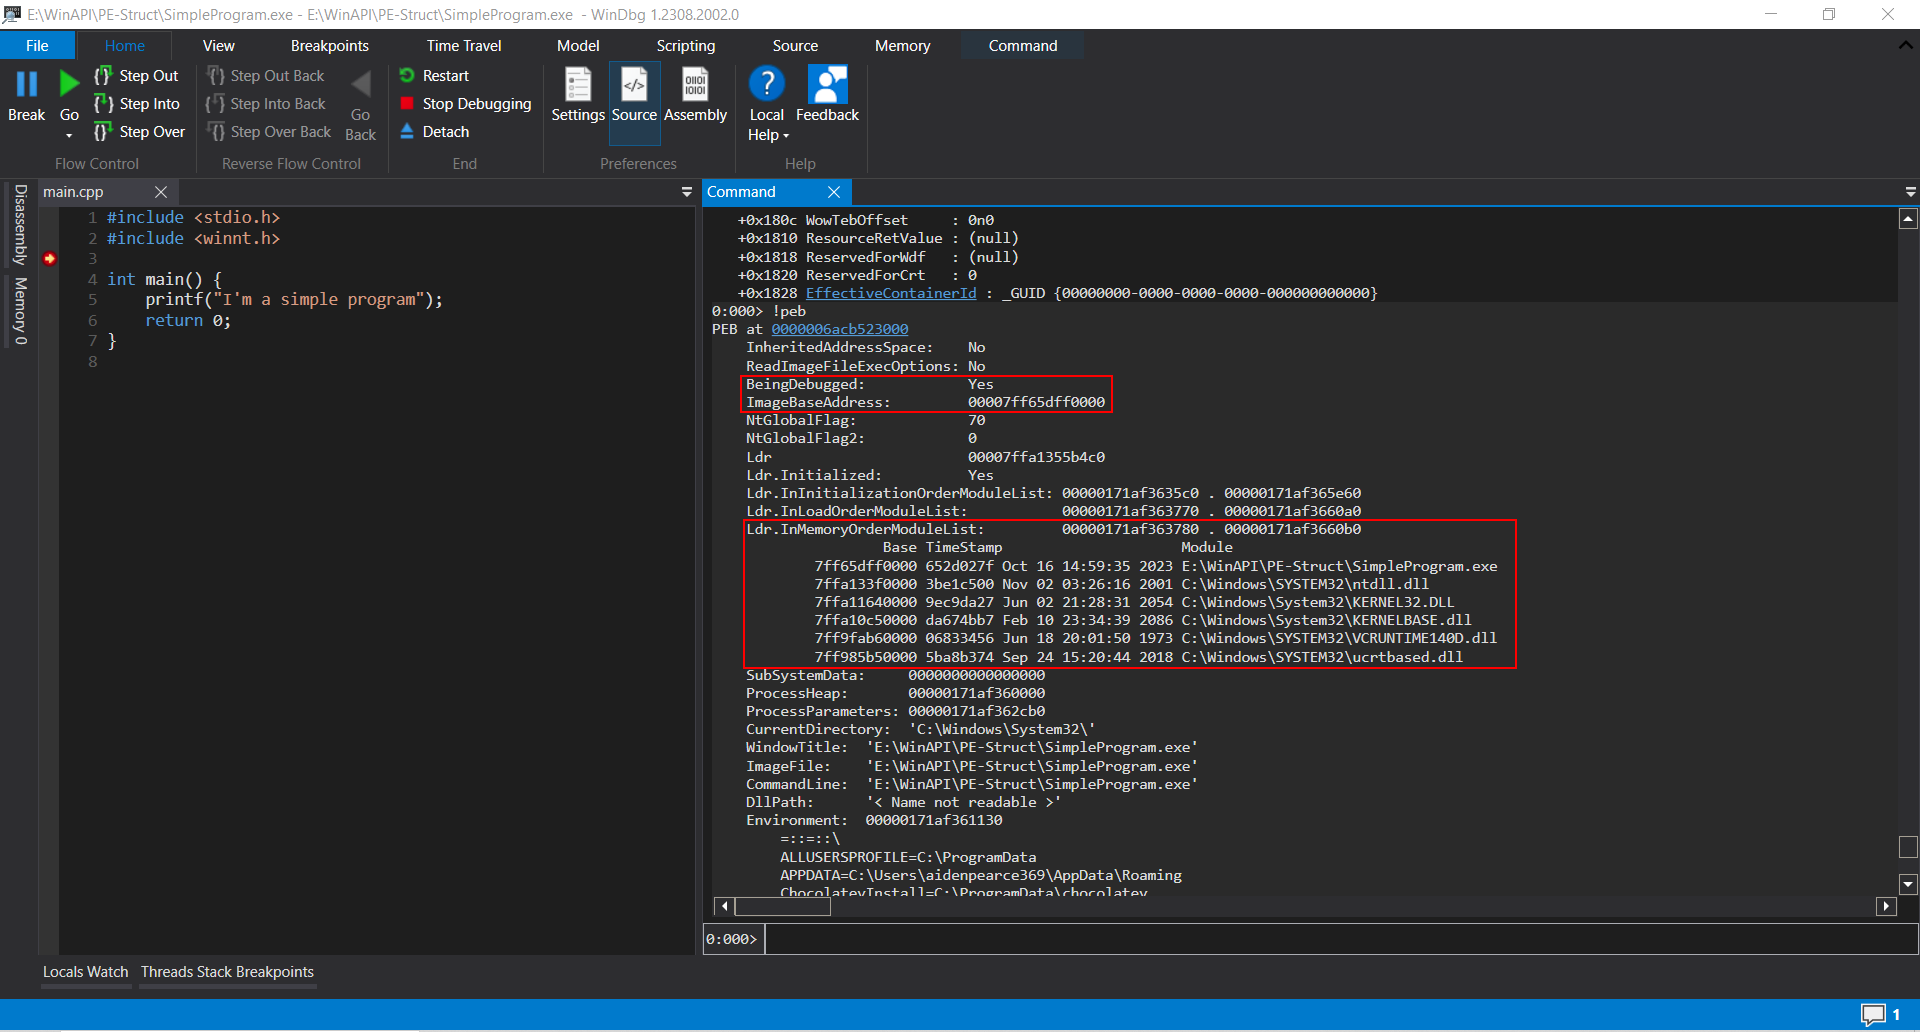 E:\WinAPI\PE-Struct\SimpleProgram.exe - E:\WinAPI\PE-Struct\SimpleProgram.exe - WinDbg 1.2308.2002.0
File Home View Breakpoints Time Travel Model Scripting Source Memory Command
Break
Go
Step Out
Step Into
Step Over
Flow Control
Step Out Back
Step Into Back
Step Over Back
Go Back
Reverse Flow Control
Restart
Stop Debugging
Detach
End
Settings
Source
Assembly
Preferences
Local Help
Feedback
Help
Disassembly
Memory 0
main.cpp
1 #include <stdio.h>
2 #include <winnt.h>
3
4 int main() {
5 printf("I'm a simple program");
6 return 0;
7 }
8
Command
+0x180c WowTebOffset : 0n0
+0x1810 ResourceRetValue : (null)
+0x1818 ReservedForWdf : (null)
+0x1820 ReservedForCrt : 0
+0x1828 EffectiveContainerId : _GUID {00000000-0000-0000-0000-000000000000}
0:000> !peb
PEB at 0000006acb523000
InheritedAddressSpace: No
ReadImageFileExecOptions: No
BeingDebugged: Yes
ImageBaseAddress: 00007ff65dff0000
NtGlobalFlag: 70
NtGlobalFlag2: 0
Ldr 00007ffa1355b4c0
Ldr.Initialized: Yes
Ldr.InInitializationOrderModuleList: 00000171af3635c0 . 00000171af365e60
Ldr.InLoadOrderModuleList: 00000171af363770 . 00000171af3660a0
Ldr.InMemoryOrderModuleList: 00000171af363780 . 00000171af3660b0
Base TimeStamp Module
7ff65dff0000 652d027f Oct 16 14:59:35 2023 E:\WinAPI\PE-Struct\SimpleProgram.exe
7ffa133f0000 3be1c500 Nov 02 03:26:16 2001 C:\Windows\SYSTEM32\ntdll.dll
7ffa11640000 9ec9da27 Jun 02 21:28:31 2054 C:\Windows\System32\KERNEL32.DLL
7ffa10c50000 da674bb7 Feb 10 23:34:39 2086 C:\Windows\System32\KERNELBASE.dll
7ff9fab60000 06833456 Jun 18 20:01:50 1973 C:\Windows\SYSTEM32\VCRUNTIME140D.dll
7ff985b50000 5ba8b374 Sep 24 15:20:44 2018 C:\Windows\SYSTEM32\ucrtbased.dll
SubSystemData: 0000000000000000
ProcessHeap: 00000171af360000
ProcessParameters: 00000171af362cb0
CurrentDirectory: 'C:\Windows\System32\'
WindowTitle: 'E:\WinAPI\PE-Struct\SimpleProgram.exe'
ImageFile: 'E:\WinAPI\PE-Struct\SimpleProgram.exe'
CommandLine: 'E:\WinAPI\PE-Struct\SimpleProgram.exe'
DllPath: '< Name not readable >'
Environment: 00000171af361130
=::=::\
ALLUSERSPROFILE=C:\ProgramData
APPDATA=C:\Users\aidenpearce369\AppData\Roaming
ChocolateyInstall=C:\ProgramData\chocolatey
0:000>
Locals Watch Threads Stack Breakpoints
1